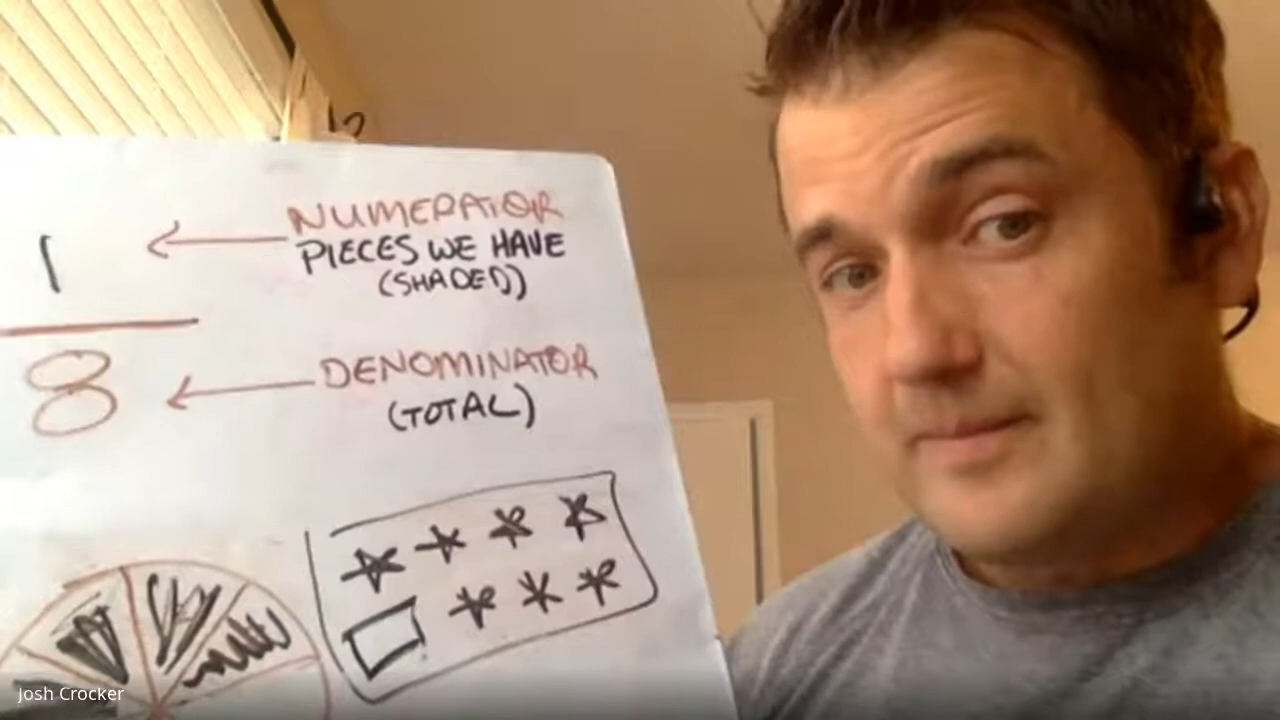 1
NUMERATOR
PIECES WE HAVE
(SHADED)
8
DENOMINATOR
(TOTAL)
Josh Crocker